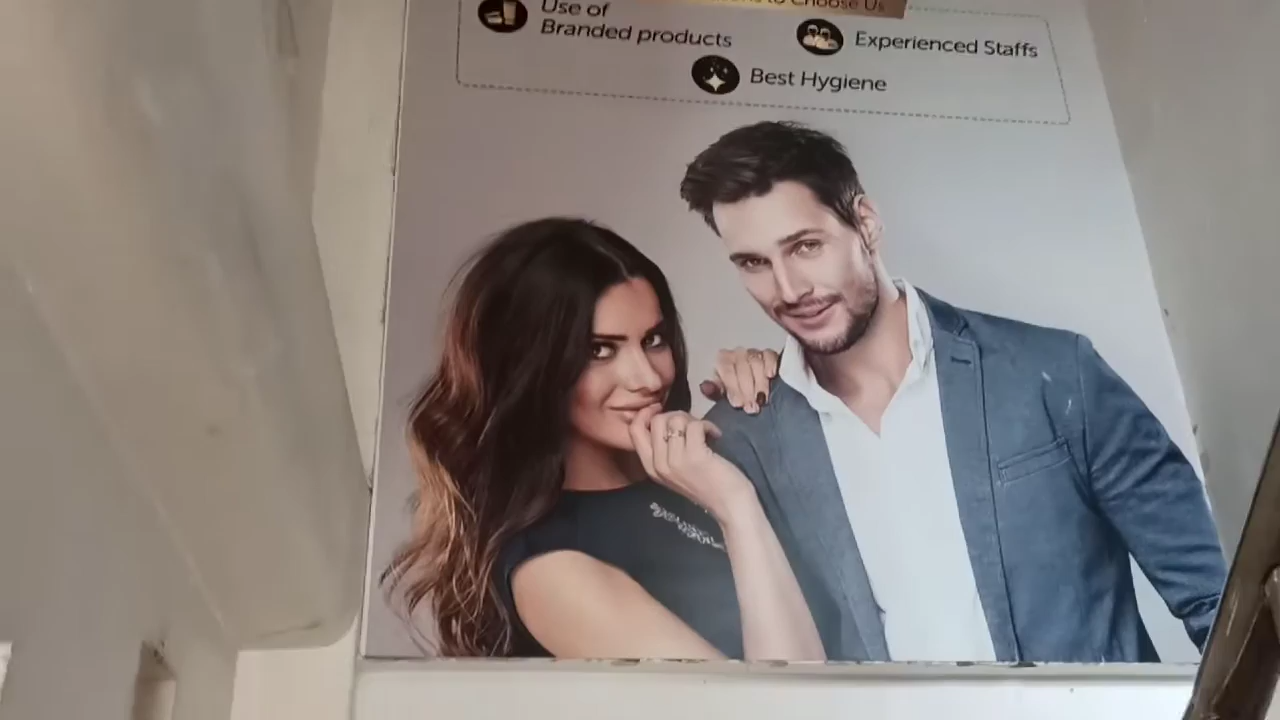 to Choose Us
Use of
Branded products
Experienced Staffs
Best Hygiene